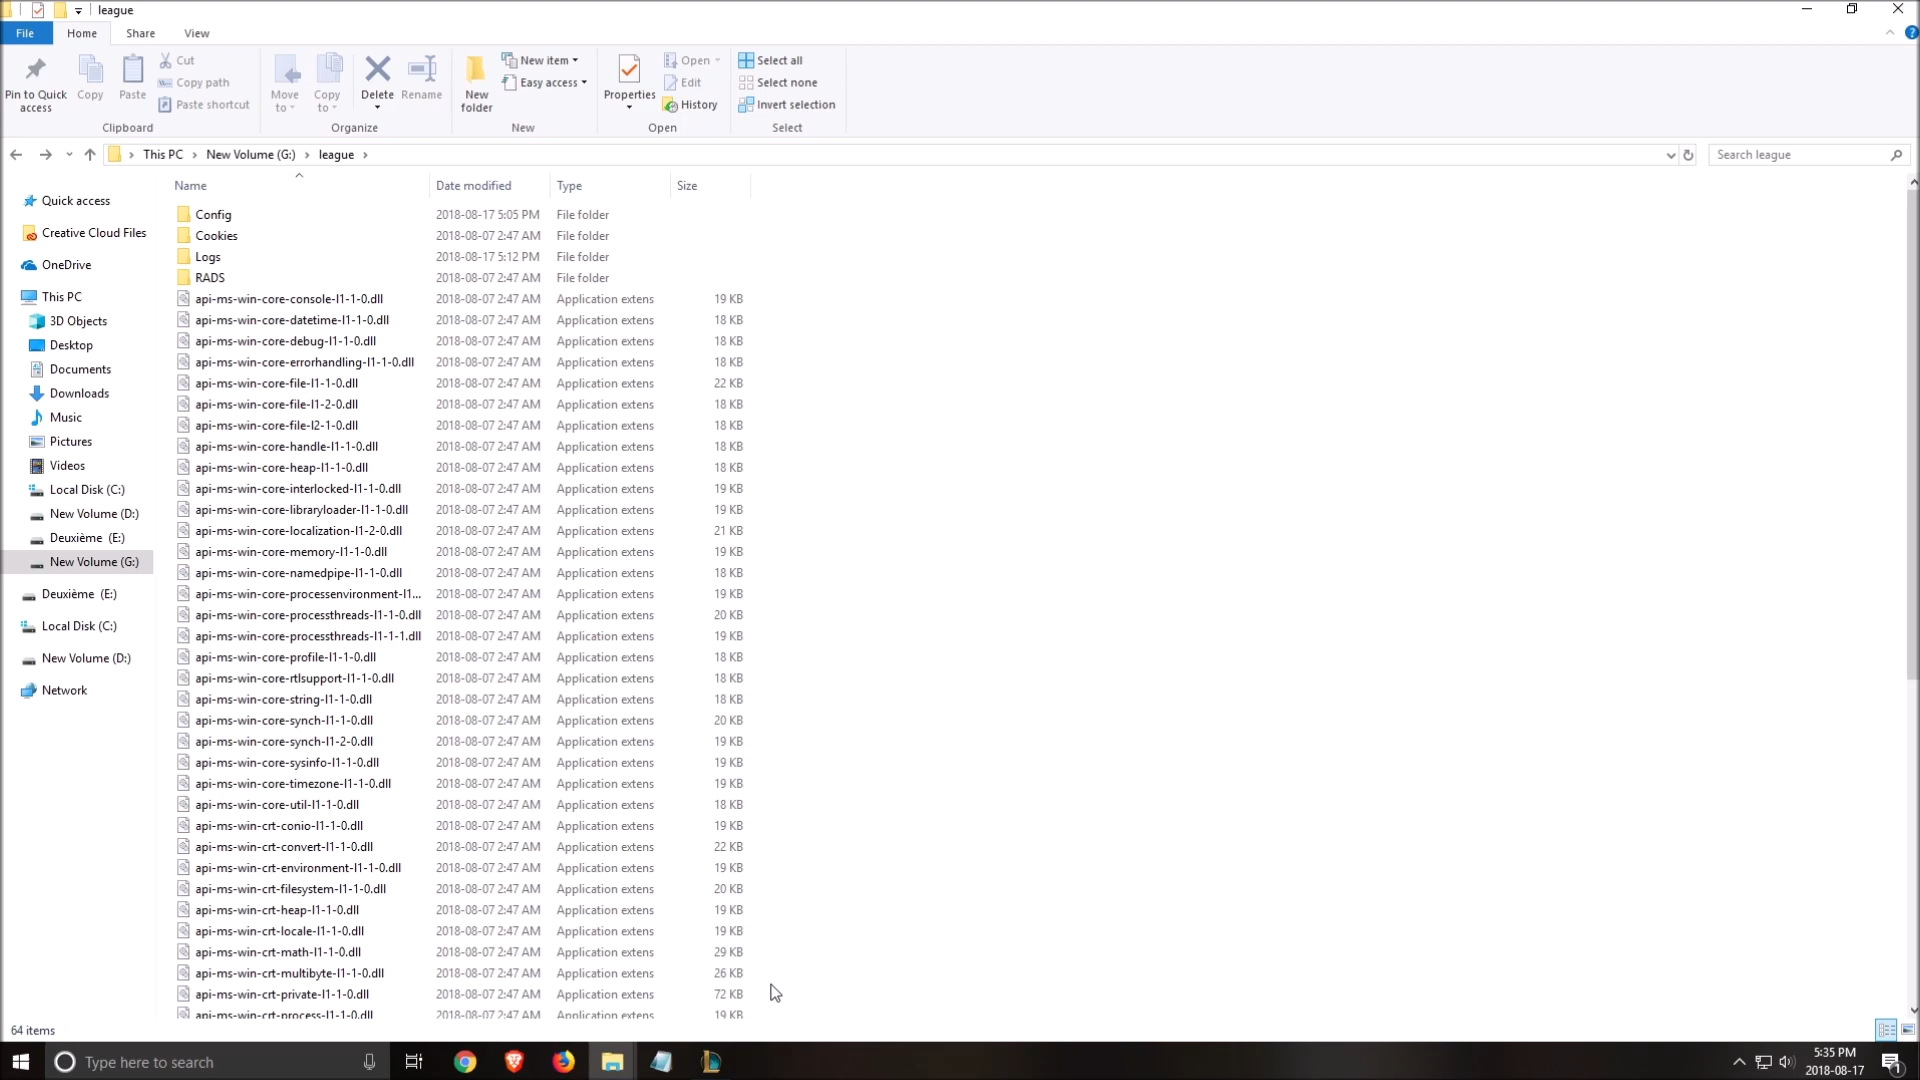 league
File Home Share View
Pin to Quick access
Copy
Paste
Cut
Copy path
Paste shortcut
Clipboard
Move to
Copy to
Delete
Rename
Organize
New folder
New item
Easy access
New
Properties
Open
Edit
History
Open
Select all
Select none
Invert selection
Select
This PC New Volume (G:) league
Search league
Quick access
Creative Cloud Files
OneDrive
This PC
3D Objects
Desktop
Documents
Downloads
Music
Pictures
Videos
Local Disk (C:)
New Volume (D:)
Deuxième (E:)
New Volume (G:)
Deuxième (E:)
Local Disk (C:)
New Volume (D:)
Network
Name Date modified Type Size
Config 2018-08-17 5:05 PM File folder
Cookies 2018-08-07 2:47 AM File folder
Logs 2018-08-17 5:12 PM File folder
RADS 2018-08-07 2:47 AM File folder
api-ms-win-core-console-l1-1-0.dll 2018-08-07 2:47 AM Application extens 19 KB
api-ms-win-core-datetime-l1-1-0.dll 2018-08-07 2:47 AM Application extens 18 KB
api-ms-win-core-debug-l1-1-0.dll 2018-08-07 2:47 AM Application extens 18 KB
api-ms-win-core-errorhandling-l1-1-0.dll 2018-08-07 2:47 AM Application extens 18 KB
api-ms-win-core-file-l1-1-0.dll 2018-08-07 2:47 AM Application extens 22 KB
api-ms-win-core-file-l1-2-0.dll 2018-08-07 2:47 AM Application extens 18 KB
api-ms-win-core-file-l2-1-0.dll 2018-08-07 2:47 AM Application extens 18 KB
api-ms-win-core-handle-l1-1-0.dll 2018-08-07 2:47 AM Application extens 18 KB
api-ms-win-core-heap-l1-1-0.dll 2018-08-07 2:47 AM Application extens 18 KB
api-ms-win-core-interlocked-l1-1-0.dll 2018-08-07 2:47 AM Application extens 19 KB
api-ms-win-core-libraryloader-l1-1-0.dll 2018-08-07 2:47 AM Application extens 19 KB
api-ms-win-core-localization-l1-2-0.dll 2018-08-07 2:47 AM Application extens 21 KB
api-ms-win-core-memory-l1-1-0.dll 2018-08-07 2:47 AM Application extens 19 KB
api-ms-win-core-namedpipe-l1-1-0.dll 2018-08-07 2:47 AM Application extens 18 KB
api-ms-win-core-processenvironment-l1... 2018-08-07 2:47 AM Application extens 19 KB
api-ms-win-core-processthreads-l1-1-0.dll 2018-08-07 2:47 AM Application extens 20 KB
api-ms-win-core-processthreads-l1-1-1.dll 2018-08-07 2:47 AM Application extens 19 KB
api-ms-win-core-profile-l1-1-0.dll 2018-08-07 2:47 AM Application extens 18 KB
api-ms-win-core-rtlsupport-l1-1-0.dll 2018-08-07 2:47 AM Application extens 18 KB
api-ms-win-core-string-l1-1-0.dll 2018-08-07 2:47 AM Application extens 18 KB
api-ms-win-core-synch-l1-1-0.dll 2018-08-07 2:47 AM Application extens 20 KB
api-ms-win-core-synch-l1-2-0.dll 2018-08-07 2:47 AM Application extens 19 KB
api-ms-win-core-sysinfo-l1-1-0.dll 2018-08-07 2:47 AM Application extens 19 KB
api-ms-win-core-timezone-l1-1-0.dll 2018-08-07 2:47 AM Application extens 19 KB
api-ms-win-core-util-l1-1-0.dll 2018-08-07 2:47 AM Application extens 18 KB
api-ms-win-crt-conio-l1-1-0.dll 2018-08-07 2:47 AM Application extens 19 KB
api-ms-win-crt-convert-l1-1-0.dll 2018-08-07 2:47 AM Application extens 22 KB
api-ms-win-crt-environment-l1-1-0.dll 2018-08-07 2:47 AM Application extens 19 KB
api-ms-win-crt-filesystem-l1-1-0.dll 2018-08-07 2:47 AM Application extens 20 KB
api-ms-win-crt-heap-l1-1-0.dll 2018-08-07 2:47 AM Application extens 19 KB
api-ms-win-crt-locale-l1-1-0.dll 2018-08-07 2:47 AM Application extens 19 KB
api-ms-win-crt-math-l1-1-0.dll 2018-08-07 2:47 AM Application extens 29 KB
api-ms-win-crt-multibyte-l1-1-0.dll 2018-08-07 2:47 AM Application extens 26 KB
api-ms-win-crt-private-l1-1-0.dll 2018-08-07 2:47 AM Application extens 72 KB
api-ms-win-crt-process-l1-1-0.dll 2018-08-07 2:47 AM Application extens 19 KB
64 items
Type here to search
5:35 PM
2018-08-17
1